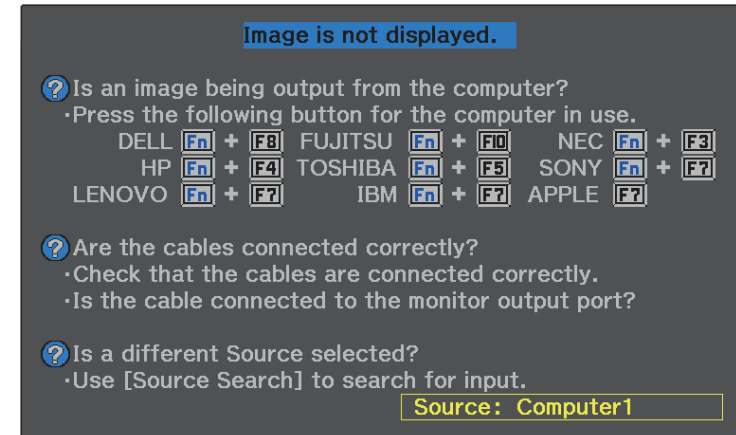 Image is not displayed.
Is an image being output from the computer?
·Press the following button for the computer in use.
DELL Fn + F8 FUJITSU Fn + F10 NEC Fn + F3
HP Fn + F4 TOSHIBA Fn + F5 SONY Fn + F7
LENOVO Fn + F7 IBM Fn + F7 APPLE F7
Are the cables connected correctly?
·Check that the cables are connected correctly.
·Is the cable connected to the monitor output port?
Is a different Source selected?
·Use [Source Search] to search for input.
Source: Computer1